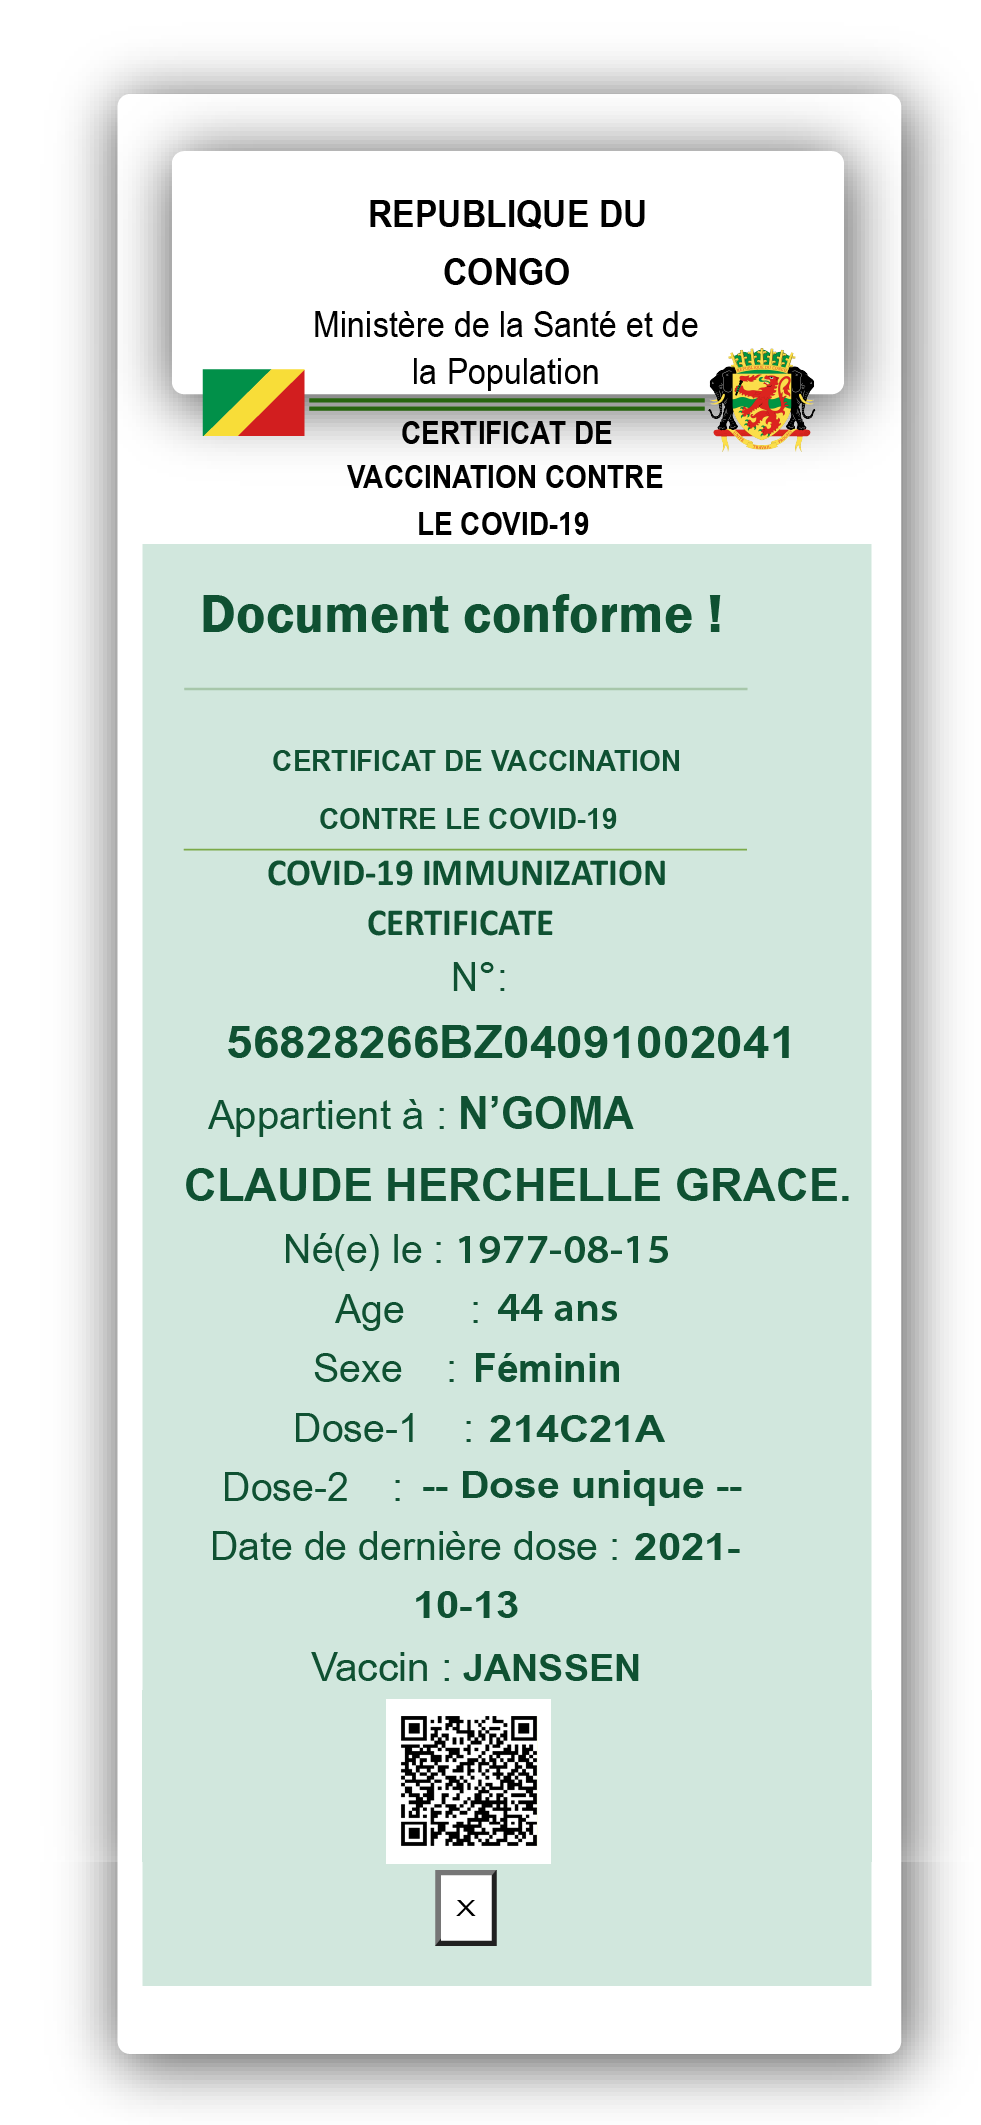 REPUBLIQUE DU
CONGO
Ministère de la Santé et de
la Population
CERTIFICAT DE
VACCINATION CONTRE
LE COVID-19
Document conforme !
CERTIFICAT DE VACCINATION
CONTRE LE COVID-19
COVID-19 IMMUNIZATION
CERTIFICATE
N°:
56828266BZ04091002041
Appartient à : N’GOMA
CLAUDE HERCHELLE GRACE.
Né(e) le : 1977-08-15
Age : 44 ans
Sexe : Féminin
Dose-1 : 214C21A
Dose-2 : -- Dose unique --
Date de dernière dose : 2021-
10-13
Vaccin : JANSSEN
X